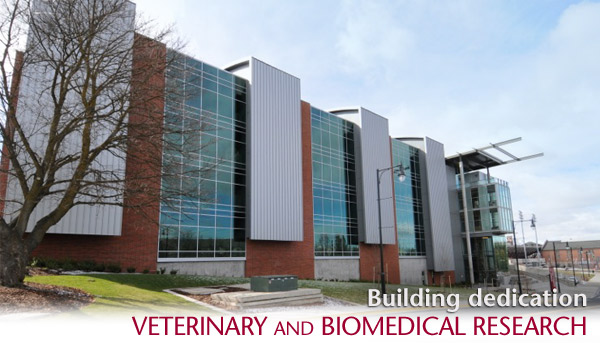 Building dedication
VETERINARY AND BIOMEDICAL RESEARCH